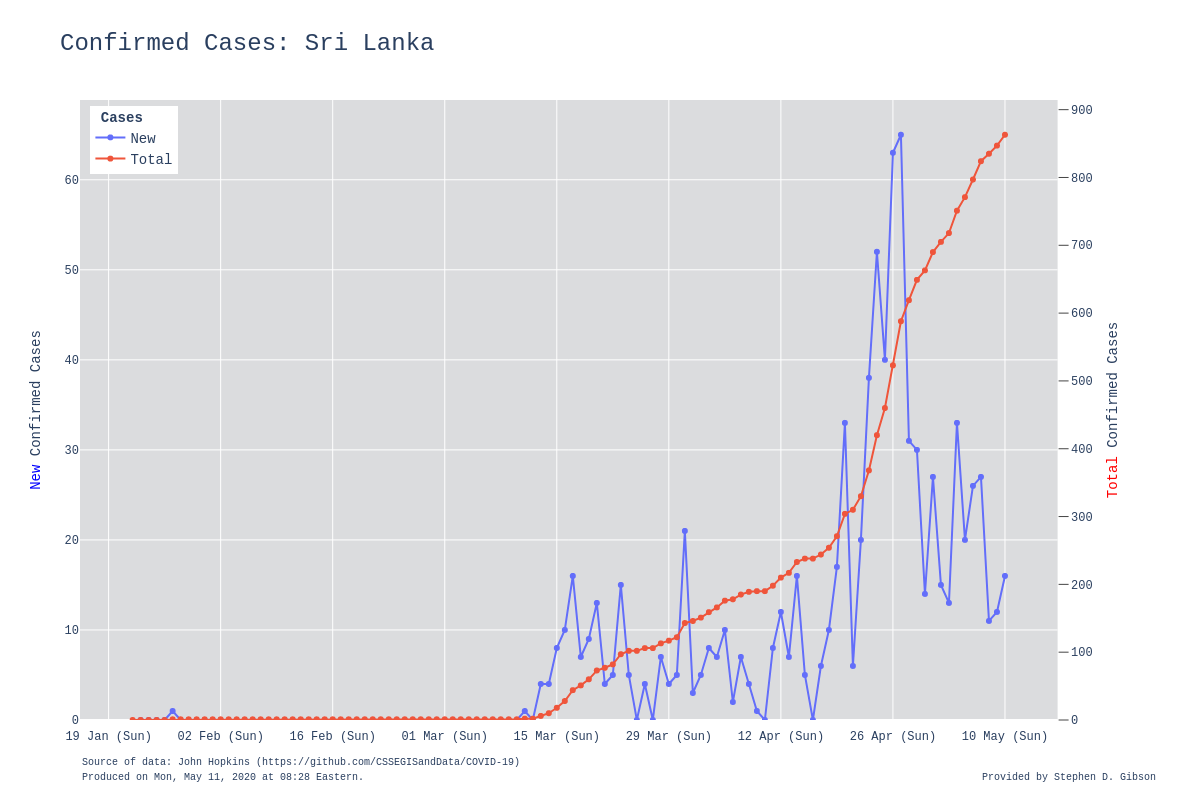 Confirmed Cases: Sri Lanka
Cases
New
Total
900
800
700
600
500
400
300
200
100
0
60
50
40
30
20
10
0
New Confirmed Cases
Total Confirmed Cases
19 Jan (Sun) 02 Feb (Sun) 16 Feb (Sun) 01 Mar (Sun) 15 Mar (Sun) 29 Mar (Sun) 12 Apr (Sun) 26 Apr (Sun) 10 May (Sun)
Source of data: John Hopkins (https://github.com/CSSEGISandData/COVID-19)
Produced on Mon, May 11, 2020 at 08:28 Eastern.
Provided by Stephen D. Gibson